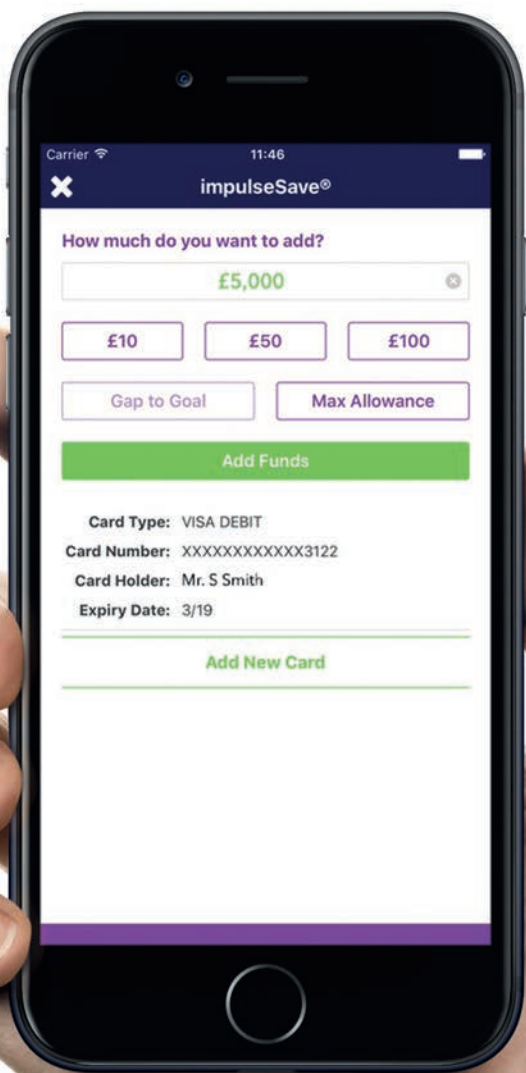 Carrier 11:46
impulseSave®
How much do you want to add?
£5,000
£10 £50 £100
Gap to Goal Max Allowance
Add Funds
Card Type: VISA DEBIT
Card Number: XXXXXXXXXXXX3122
Card Holder: Mr. S Smith
Expiry Date: 3/19
Add New Card